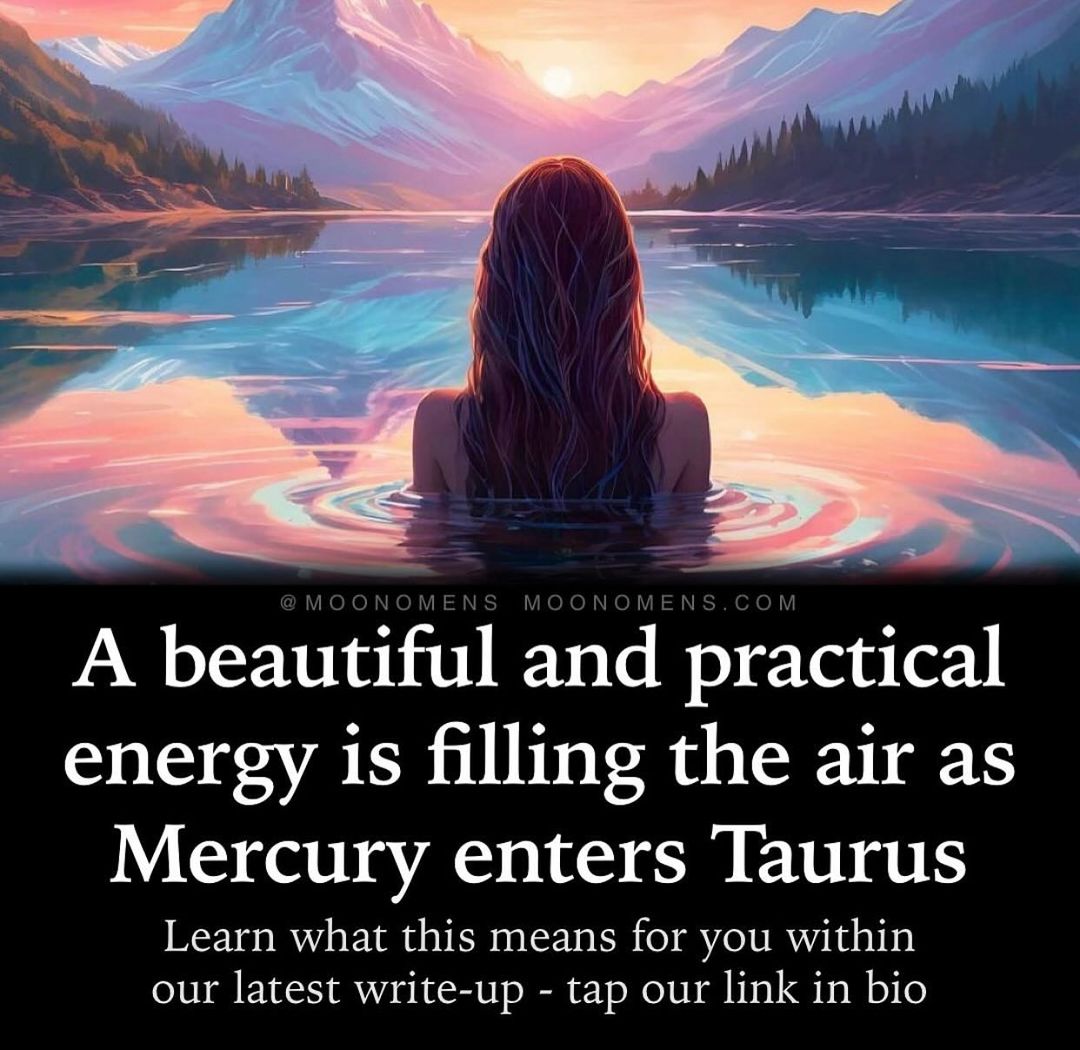 @MOONOMENS MOONOMENS.COM
A beautiful and practical
energy is filling the air as
Mercury enters Taurus
Learn what this means for you within
our latest write-up - tap our link in bio